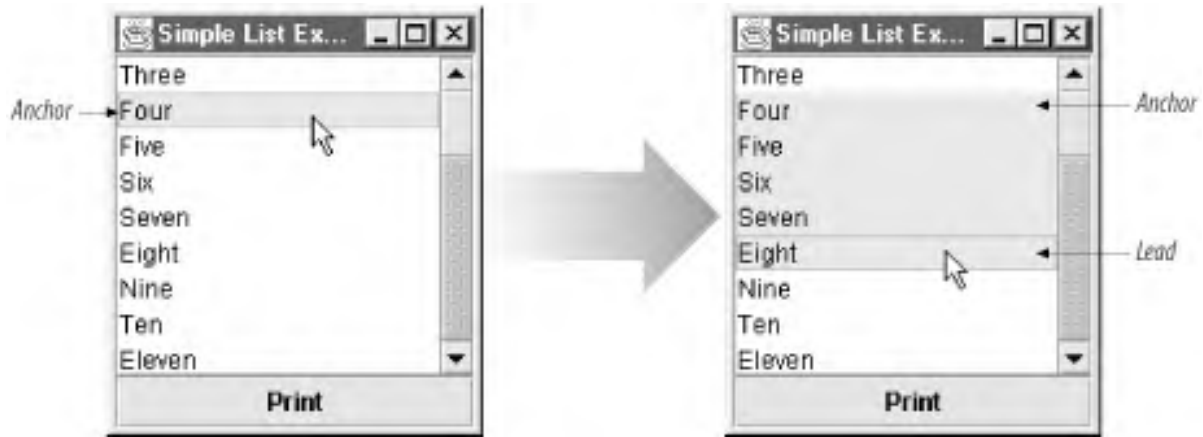 Simple List Ex...
Three
Anchor
Four
Five
Six
Seven
Eight
Nine
Ten
Eleven
Print
Simple List Ex...
Three
Four
Anchor
Five
Six
Seven
Eight
Lead
Nine
Ten
Eleven
Print